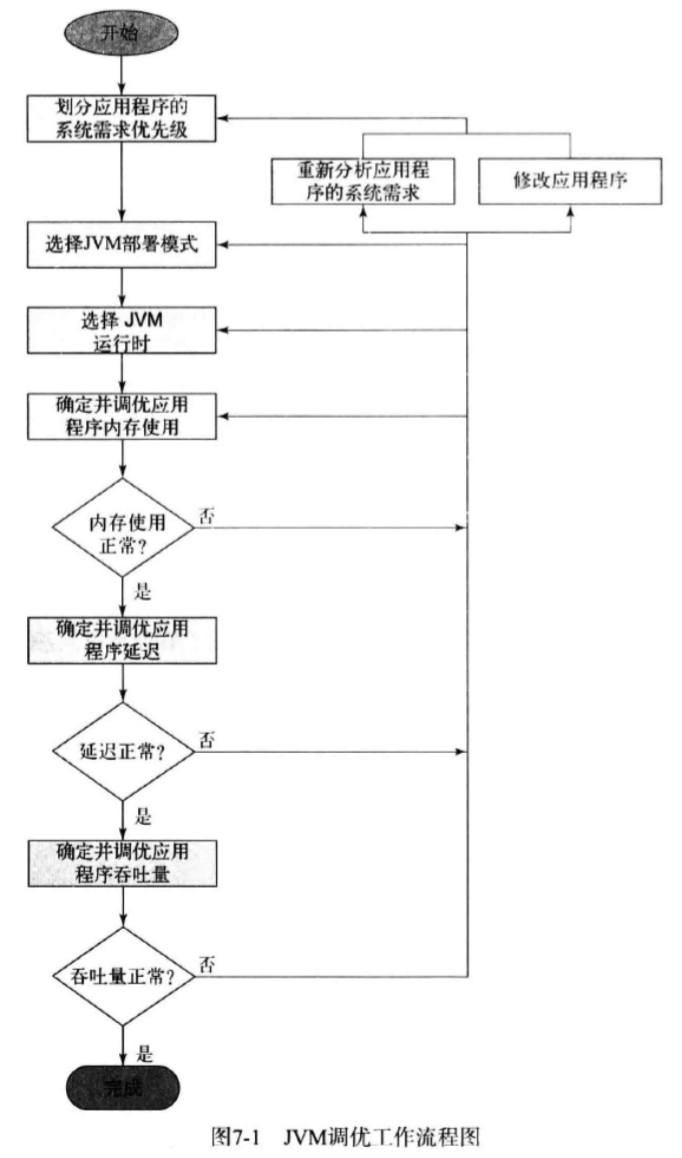 开始
划分应用程序的
系统需求优先级
重新分析应用程
序的系统需求
修改应用程序
选择JVM部署模式
选择 JVM
运行时
确定并调优应用
程序内存使用
内存使用
正常?
否
是
确定并调优应用
程序延迟
延迟正常?
否
是
确定并调优应用
程序吞吐量
吞吐量正常?
否
是
完成
图7-1 JVM调优工作流程图